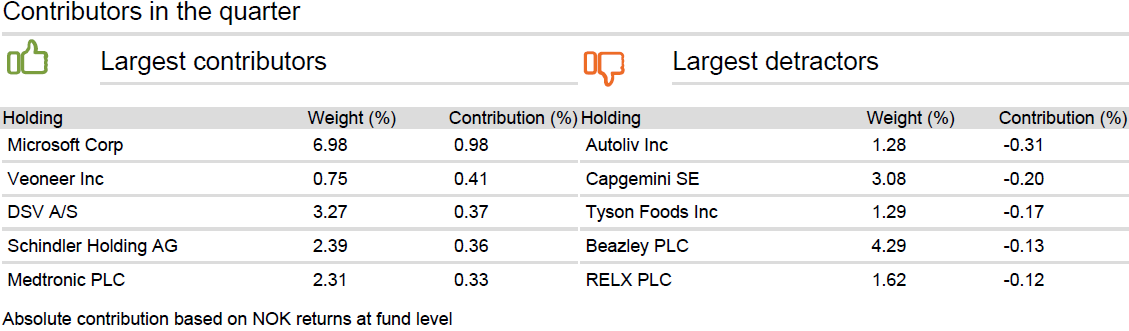 Contributors in the quarter
Largest contributors Largest detractors
Holding Weight (%) Contribution (%) Holding Weight (%) Contribution (%)
Microsoft Corp 6.98 0.98 Autoliv Inc 1.28 -0.31
Veoneer Inc 0.75 0.41 Capgemini SE 3.08 -0.20
DSV A/S 3.27 0.37 Tyson Foods Inc 1.29 -0.17
Schindler Holding AG 2.39 0.36 Beazley PLC 4.29 -0.13
Medtronic PLC 2.31 0.33 RELX PLC 1.62 -0.12
Absolute contribution based on NOK returns at fund level